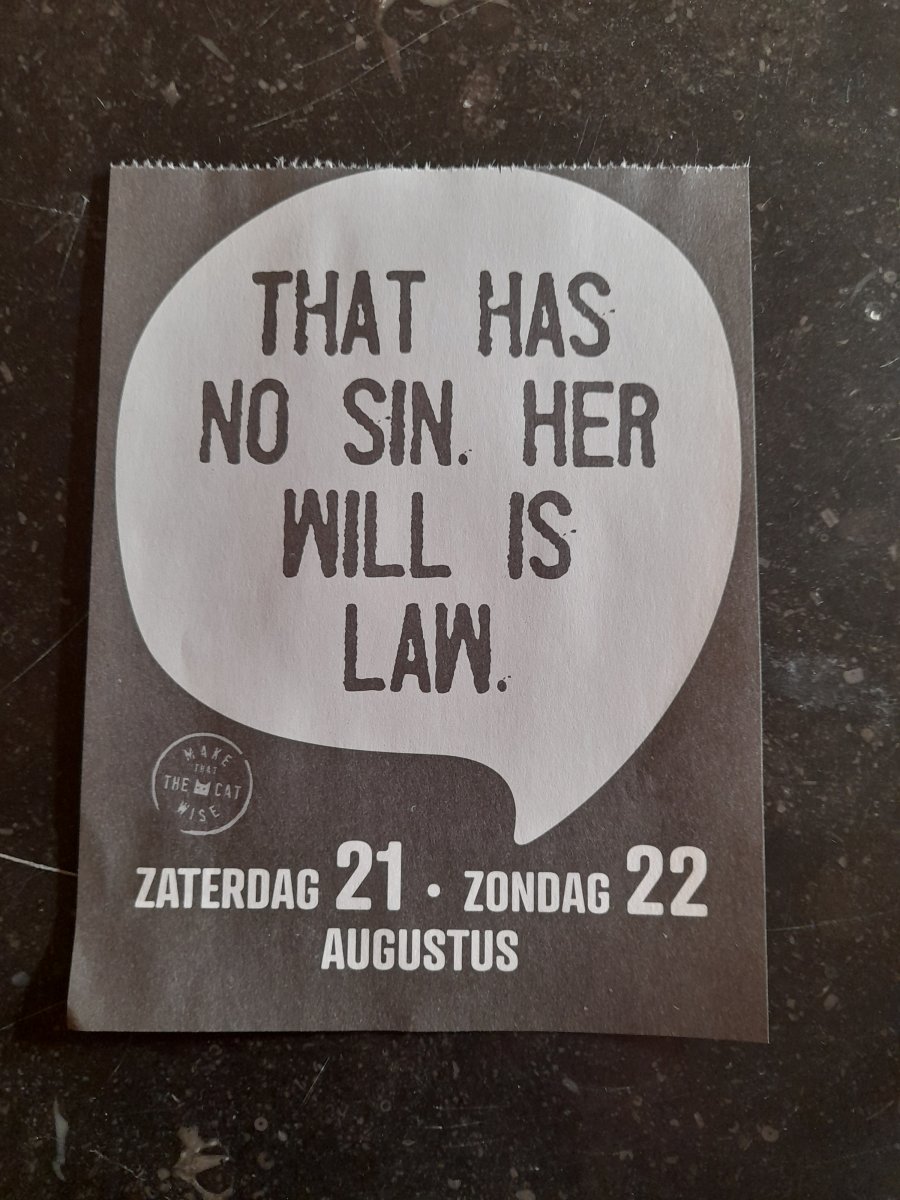 THAT HAS
NO SIN. HER
WILL IS
LAW.
MAKE
THAT
THE CAT
WISE
ZATERDAG 21 · ZONDAG 22
AUGUSTUS